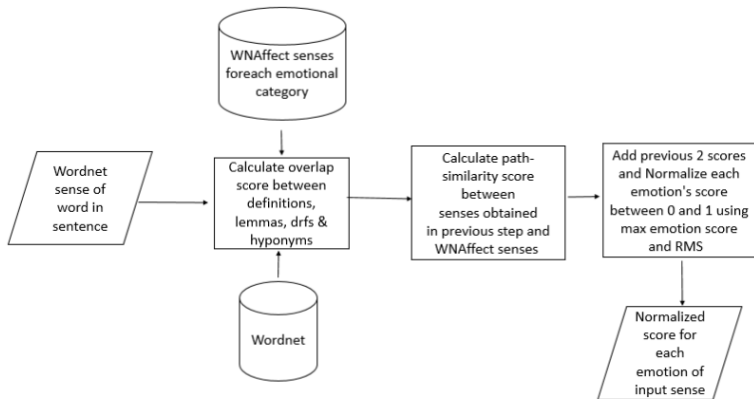 WNAffect senses
foreach emotional
category
Wordnet
sense of
word in
sentence
Calculate overlap
score between
definitions,
lemmas, drfs &
hyponyms
Calculate path-
similarity score
between
senses obtained
in previous step and
WNAffect senses
Add previous 2 scores
and Normalize each
emotion's score
between 0 and 1 using
max emotion score
and RMS
Wordnet
Normalized
score for
each
emotion of
input sense